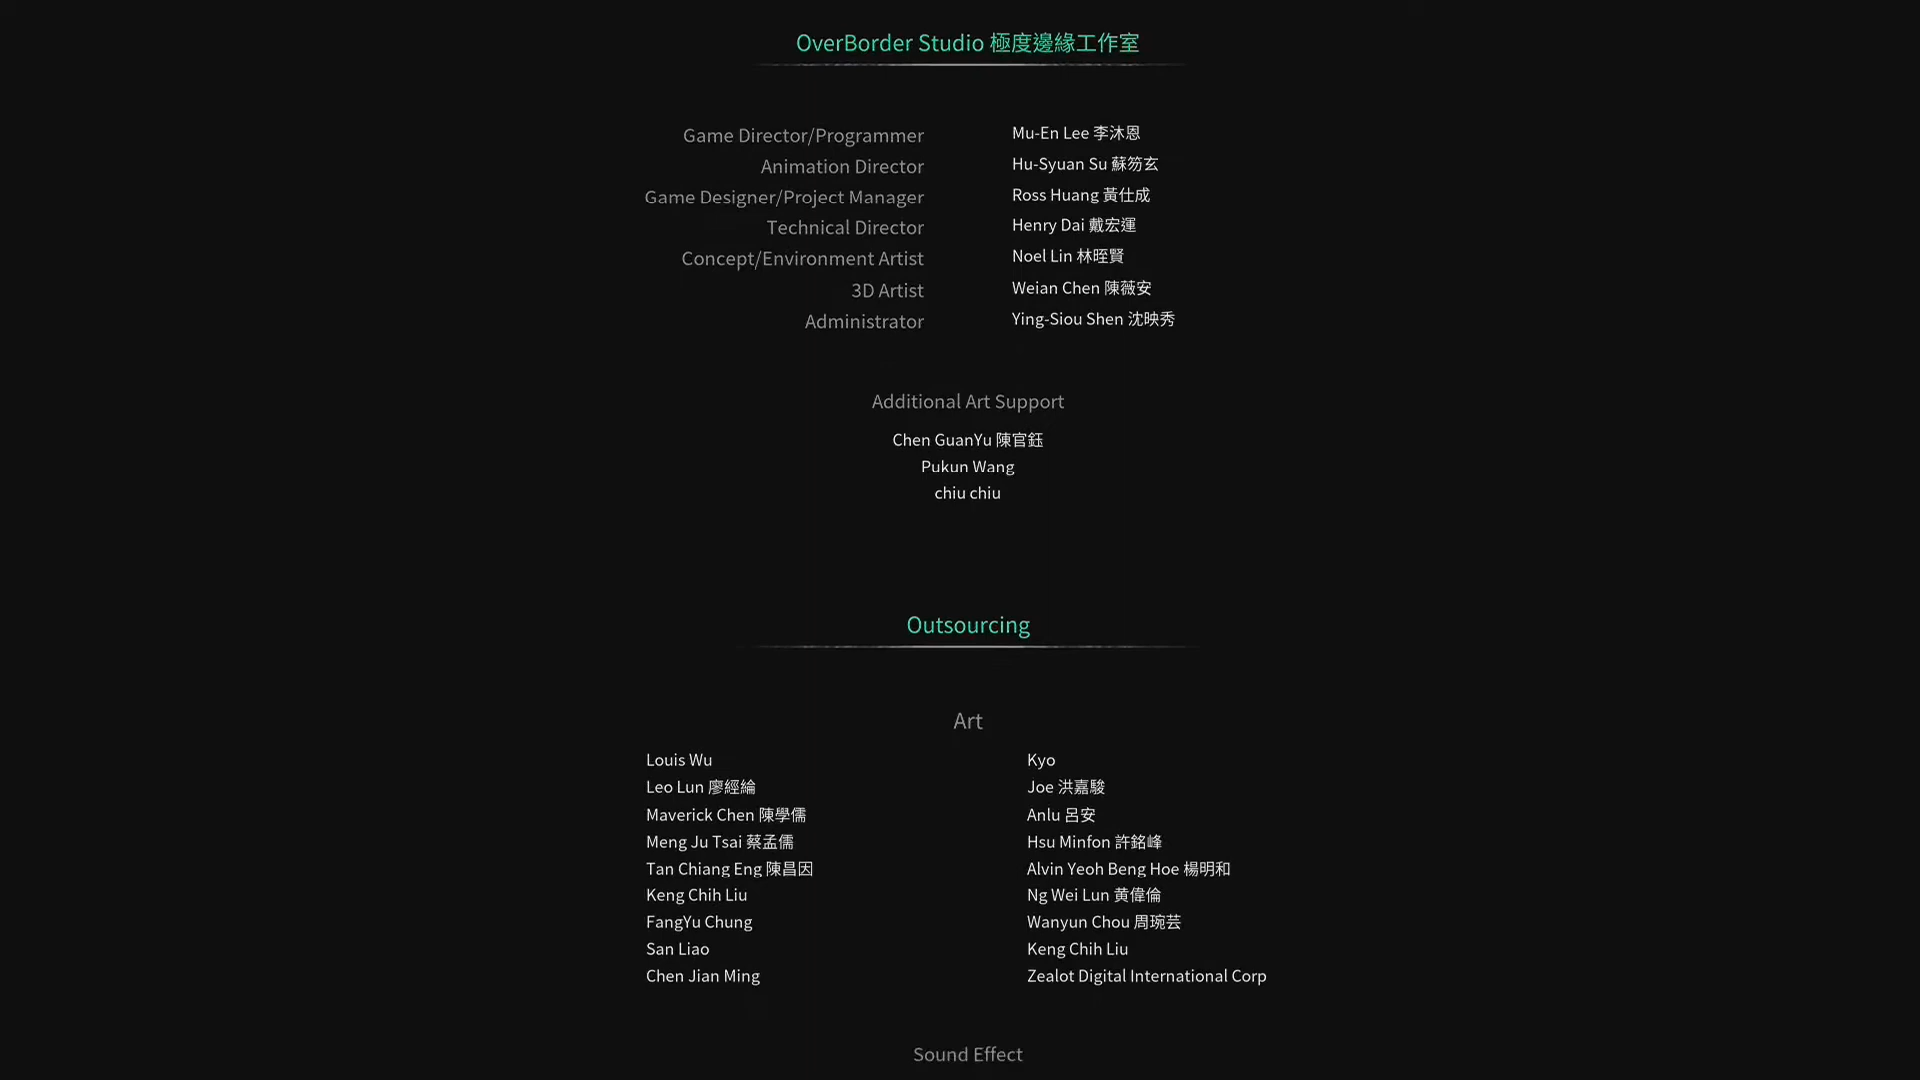 OverBorder Studio 極度邊緣工作室
Game Director/Programmer Mu-En Lee 李沐恩
Animation Director Hu-Syuan Su 蘇笏玄
Game Designer/Project Manager Ross Huang 黃仕成
Technical Director Henry Dai 戴宏運
Concept/Environment Artist Noel Lin 林晊賢
3D Artist Weian Chen 陳薇安
Administrator Ying-Siou Shen 沈映秀
Additional Art Support
Chen GuanYu 陳官鈺
Pukun Wang
chiu chiu
Outsourcing
Art
Louis Wu Kyo
Leo Lun 廖經綸 Joe 洪嘉駿
Maverick Chen 陳學儒 Anlu 呂安
Meng Ju Tsai 蔡孟儒 Hsu Minfon 許銘峰
Tan Chiang Eng 陳昌因 Alvin Yeoh Beng Hoe 楊明和
Keng Chih Liu Ng Wei Lun 黄偉倫
FangYu Chung Wanyun Chou 周琬芸
San Liao Keng Chih Liu
Chen Jian Ming Zealot Digital International Corp
Sound Effect